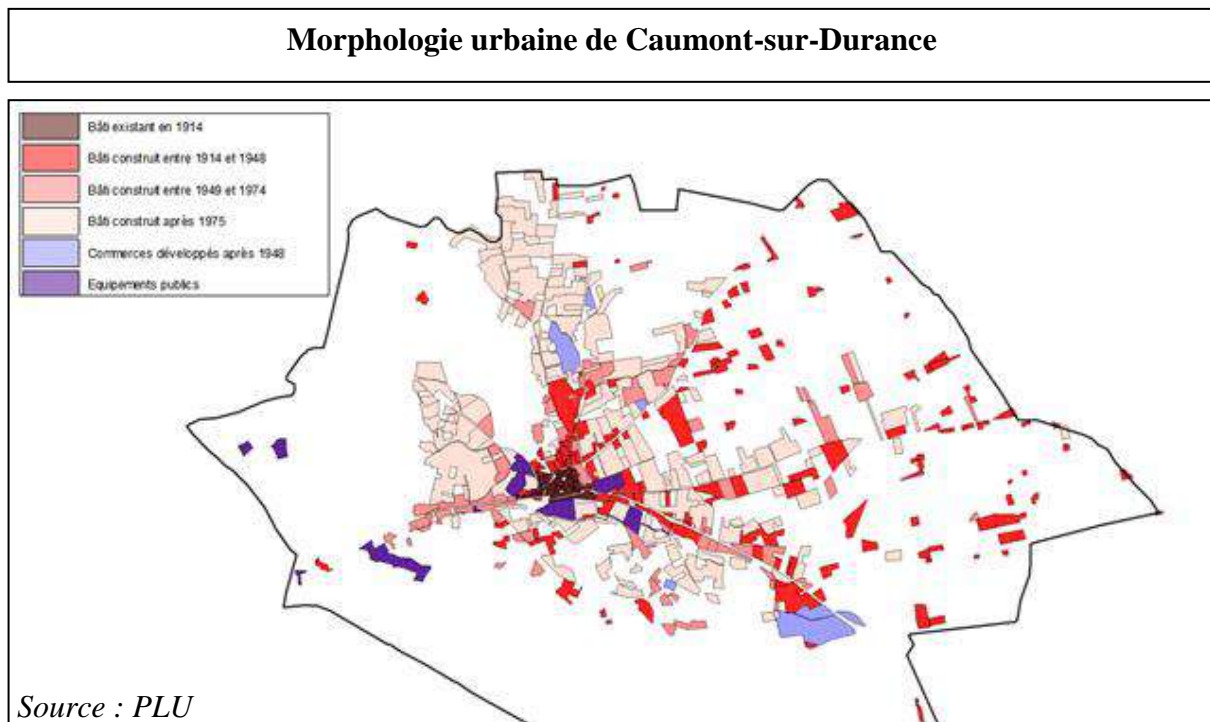 Morphologie urbaine de Caumont-sur-Durance
Bâti existant en 1914
Bâti construit entre 1914 et 1948
Bâti construit entre 1949 et 1974
Bâti construit après 1975
Commerces développés après 1948
Equipements publics
Source : PLU